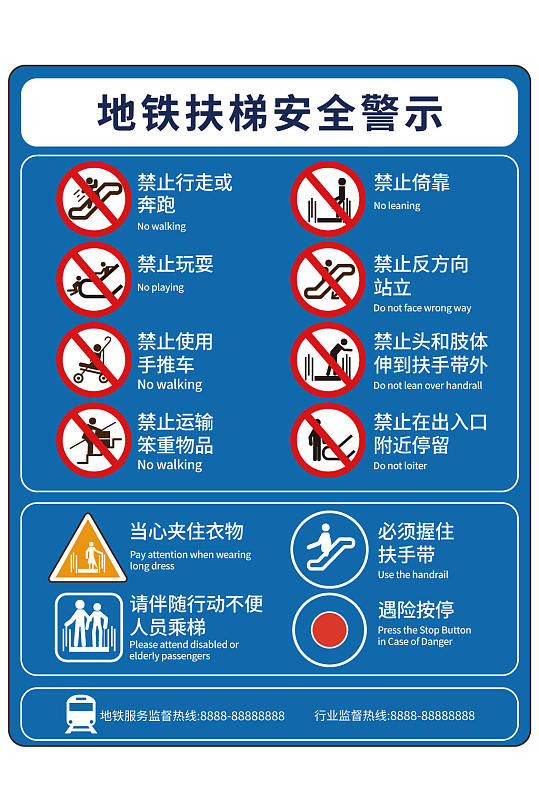 地铁扶梯安全警示
禁止行走或
奔跑
No walking
禁止倚靠
No leaning
禁止玩耍
No playing
禁止反方向
站立
Do not face wrong way
禁止使用
手推车
No walking
禁止头和肢体
伸到扶手带外
Do not lean over handrall
禁止运输
笨重物品
No walking
禁止在出入口
附近停留
Do not loiter
当心夹住衣物
Pay attention when wearing
long dress
必须握住
扶手带
Use the handrail
请伴随行动不便
人员乘梯
Please attend disabled or
elderly passengers
遇险按停
Press the Stop Button
in Case of Danger
地铁服务监督热线:8888-88888888
行业监督热线:8888-88888888